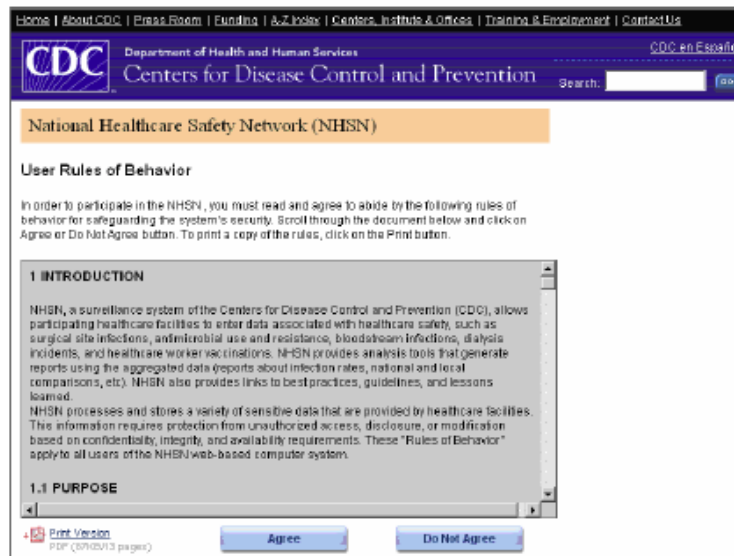 Home | About CDC | Press Room | Funding | A-Z Index | Centers, Institute & Offices | Training & Employment | Contact Us
CDC en Español
CDC
Department of Health and Human Services
Centers for Disease Control and Prevention
Search:
National Healthcare Safety Network (NHSN)
User Rules of Behavior
In order to participate in the NHSN , you must read and agree to abide by the following rules of
behavior for safeguarding the system's security. Scroll through the document below and click on
Agree or Do Not Agree button. To print a copy of the rules, click on the Print button.
1 INTRODUCTION
NHSN, a surveillance system of the Centers for Disease Control and Prevention (CDC), allows
participating healthcare facilities to enter data associated with healthcare safety, such as
surgical site infections, antimicrobial use and resistance, bloodstream infections, dialysis
incidents, and healthcare worker vaccinations. NHSN provides analysis tools that generate
reports using the aggregated data (reports about infection rates, national and local
comparisons, etc). NHSN also provides links to best practices, guidelines, and lessons
learned.
NHSN processes and stores a variety of sensitive data that are provided by healthcare facilities.
This information requires protection from unauthorized access, disclosure, or modification
based on confidentiality, integrity, and availability requirements. These "Rules of Behavior"
apply to all users of the NHSN web-based computer system.
1.1 PURPOSE
Print Version
PDF ( pages)
Agree
Do Not Agree